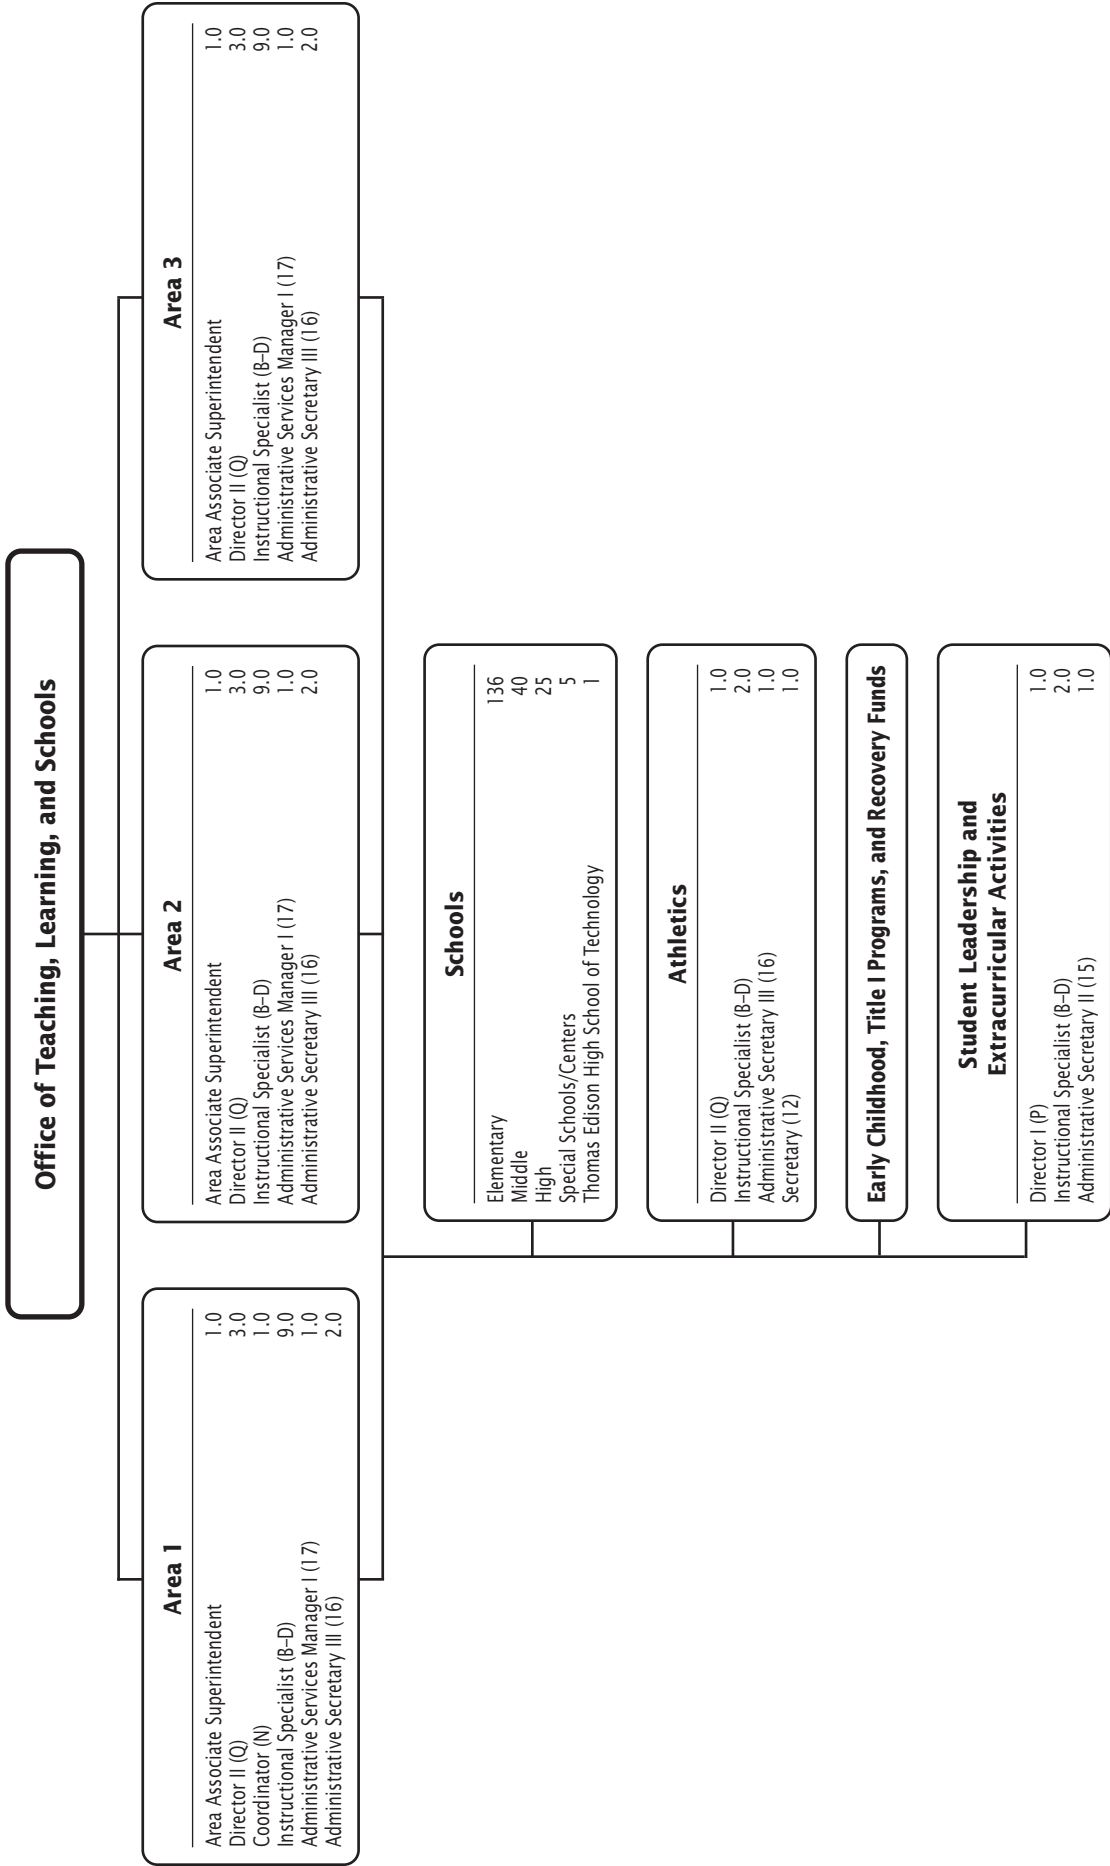 Office of Teaching, Learning, and Schools
Area 1
Area Associate Superintendent 1.0
Director II (Q) 3.0
Coordinator (N) 1.0
Instructional Specialist (B–D) 9.0
Administrative Services Manager I (17) 1.0
Administrative Secretary III (16) 2.0
Area 2
Area Associate Superintendent 1.0
Director II (Q) 3.0
Instructional Specialist (B–D) 9.0
Administrative Services Manager I (17) 1.0
Administrative Secretary III (16) 2.0
Area 3
Area Associate Superintendent 1.0
Director II (Q) 3.0
Instructional Specialist (B–D) 9.0
Administrative Services Manager I (17) 1.0
Administrative Secretary III (16) 2.0
Schools
Elementary 136
Middle 40
High 25
Special Schools/Centers 5
Thomas Edison High School of Technology 1
Athletics
Director II (Q) 1.0
Instructional Specialist (B–D) 2.0
Administrative Secretary III (16) 1.0
Secretary (12) 1.0
Early Childhood, Title I Programs, and Recovery Funds
Student Leadership and
Extracurricular Activities
Director I (P) 1.0
Instructional Specialist (B–D) 2.0
Administrative Secretary II (15) 1.0